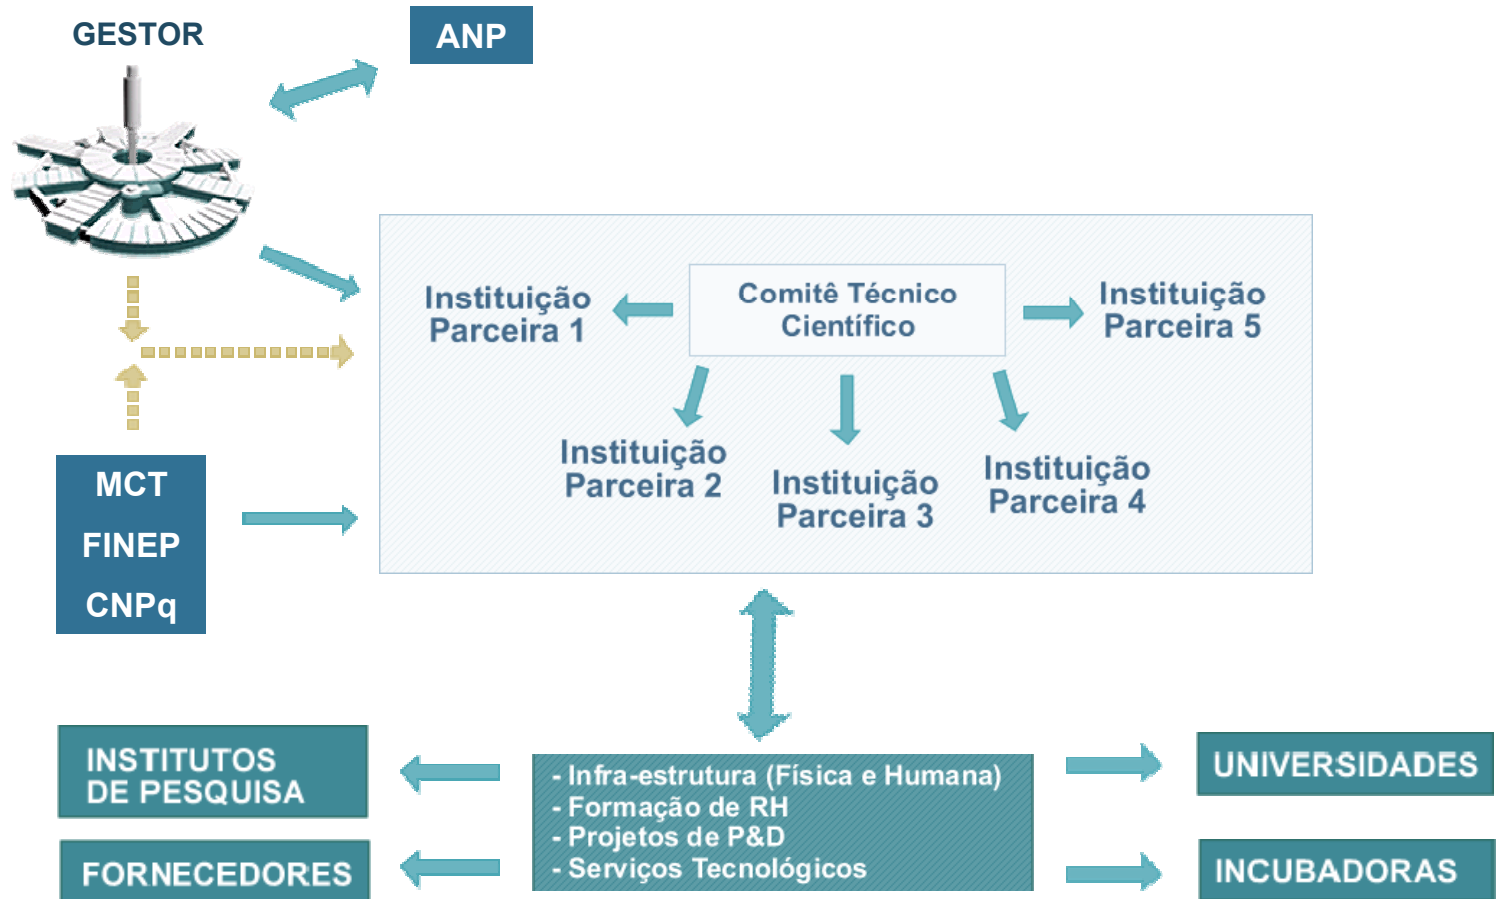 GESTOR
ANP
Instituição
Parceira 1
Comitê Técnico
Científico
Instituição
Parceira 5
Instituição
Parceira 2
Instituição
Parceira 3
Instituição
Parceira 4
MCT
FINEP
CNPq
INSTITUTOS
DE PESQUISA
FORNECEDORES
- Infra-estrutura (Física e Humana)
- Formação de RH
- Projetos de P&D
- Serviços Tecnológicos
UNIVERSIDADES
INCUBADORAS